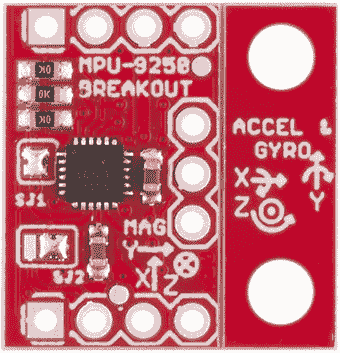 MPU-9250
BREAKOUT
ACCEL &
GYRO
X
Z
Y
SJ1
MAG
Y
X Z
SJ2